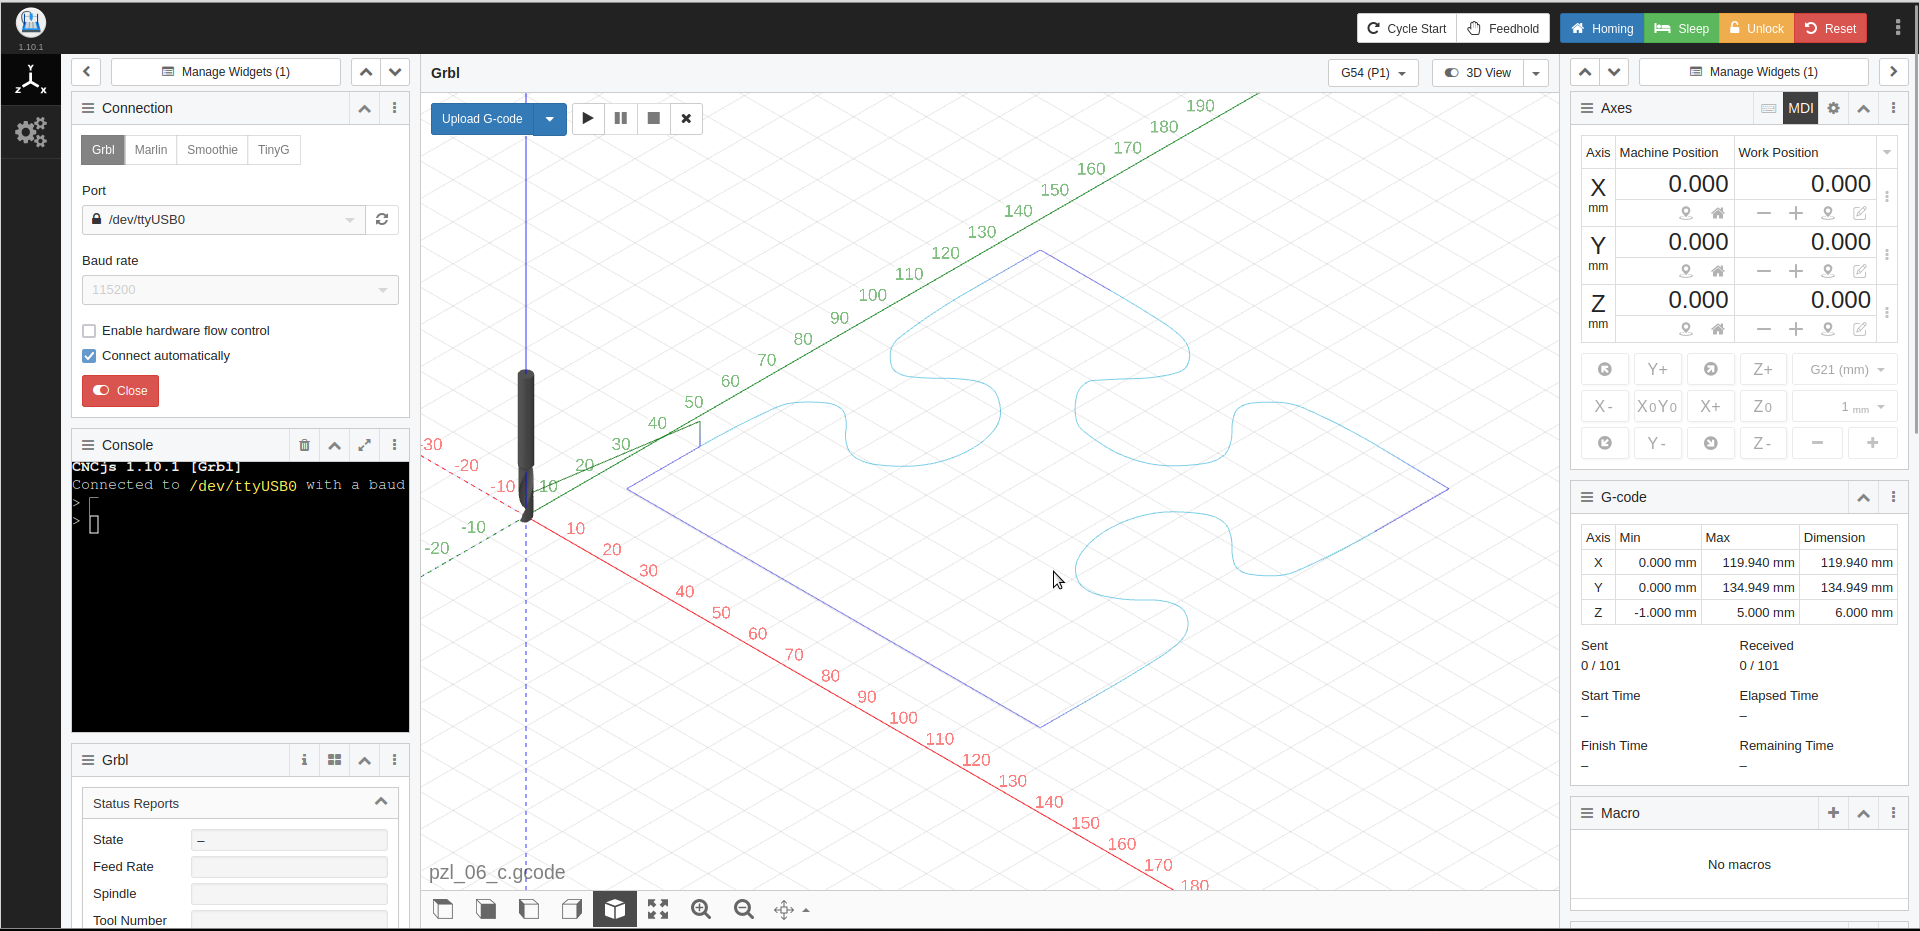 1.10.1
Cycle Start
Feedhold
Homing
Sleep
Unlock
Reset
Manage Widgets (1)
Connection
Grbl
Marlin
Smoothie
TinyG
Port
/dev/ttyUSB0
Baud rate
115200
Enable hardware flow control
Connect automatically
Close
Console
CNCjs 1.10.1 [Grbl]
Connected to /dev/ttyUSB0 with a baud
>
>
Grbl
Status Reports
State –
Feed Rate
Spindle
Tool Number
Grbl
G54 (P1)
3D View
Upload G-code
190
180
170
160
150
140
130
120
110
100
90
80
70
60
50
40
30
20
10
-10
-20
-30
-20
-10
10
20
30
40
50
60
70
80
90
100
110
120
130
140
150
160
170
180
pzl_06_c.gcode
Manage Widgets (1)
Axes
MDI
Axis Machine Position Work Position
X mm 0.000 0.000
Y mm 0.000 0.000
Z mm 0.000 0.000
Y+ Z+ G21 (mm)
X- X0Y0 X+ Z0 1 mm
Y- Z-
G-code
Axis Min Max Dimension
X 0.000 mm 119.940 mm 119.940 mm
Y 0.000 mm 134.949 mm 134.949 mm
Z -1.000 mm 5.000 mm 6.000 mm
Sent Received
0 / 101 0 / 101
Start Time Elapsed Time
– –
Finish Time Remaining Time
– –
Macro
No macros